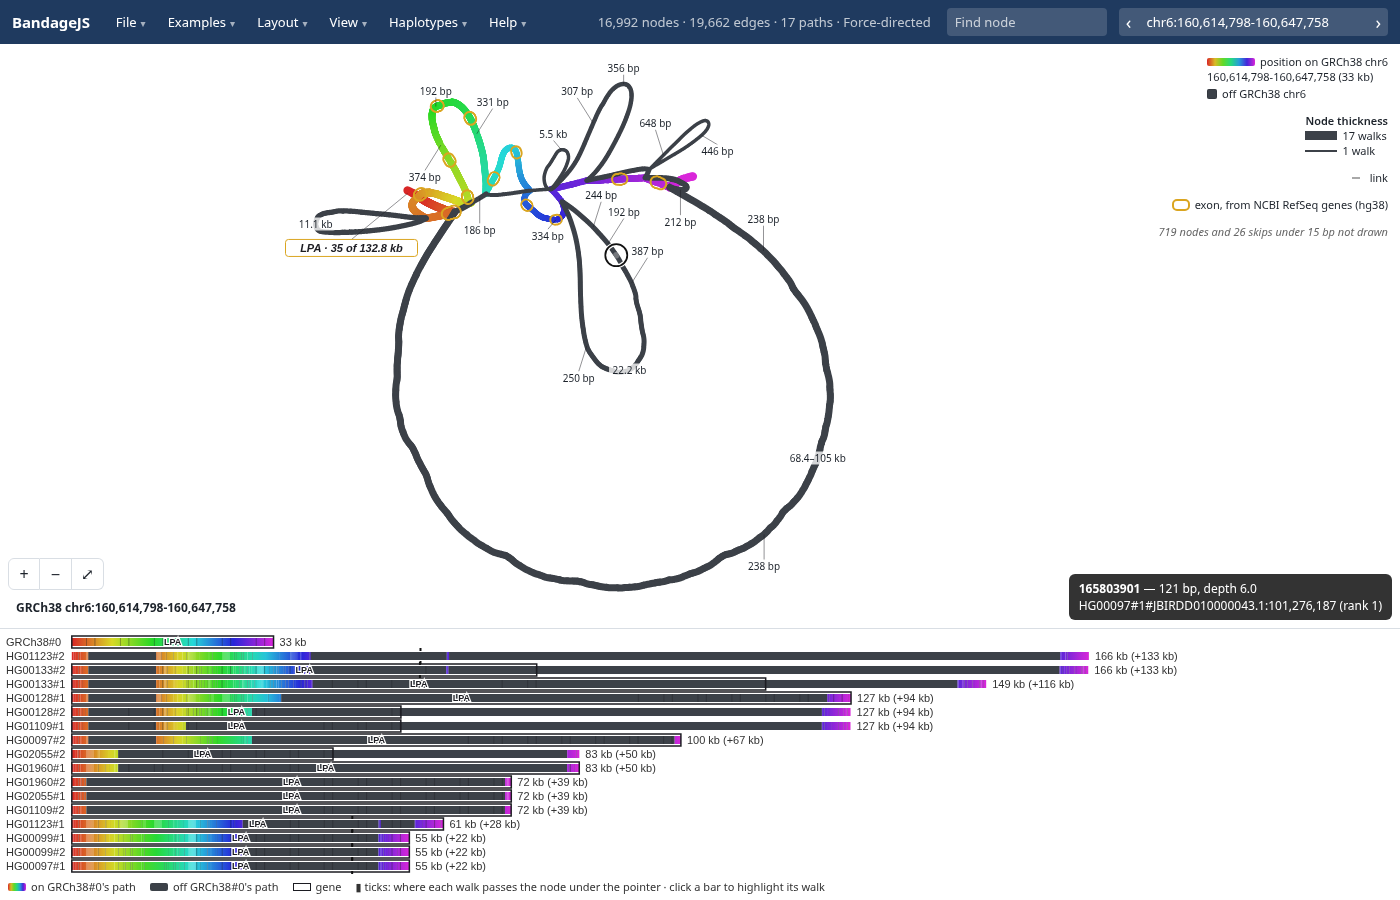 BandageJS File ▾ Examples ▾ Layout ▾ View ▾ Haplotypes ▾ Help ▾ 16,992 nodes · 19,662 edges · 17 paths · Force-directed Find node ‹ chr6:160,614,798-160,647,758 ›
position on GRCh38 chr6
160,614,798-160,647,758 (33 kb)
off GRCh38 chr6
Node thickness
17 walks
1 walk
link
exon, from NCBI RefSeq genes (hg38)
719 nodes and 26 skips under 15 bp not drawn
356 bp
192 bp
307 bp
331 bp
648 bp
5.5 kb
446 bp
374 bp
244 bp
192 bp
212 bp
238 bp
11.1 kb
186 bp
334 bp
LPA · 35 of 132.8 kb
387 bp
250 bp
22.2 kb
68.4–105 kb
238 bp
+ − ⤢
165803901 — 121 bp, depth 6.0
HG00097#1#JBIRDD010000043.1:101,276,187 (rank 1)
GRCh38 chr6:160,614,798-160,647,758
GRCh38#0 LPA 33 kb
HG01123#2 166 kb (+133 kb)
HG00133#2 LPA 166 kb (+133 kb)
HG00133#1 LPA 149 kb (+116 kb)
HG00128#1 LPA 127 kb (+94 kb)
HG00128#2 LPA 127 kb (+94 kb)
HG01109#1 LPA 127 kb (+94 kb)
HG00097#2 LPA 100 kb (+67 kb)
HG02055#2 LPA 83 kb (+50 kb)
HG01960#1 LPA 83 kb (+50 kb)
HG01960#2 LPA 72 kb (+39 kb)
HG02055#1 LPA 72 kb (+39 kb)
HG01109#2 LPA 72 kb (+39 kb)
HG01123#1 LPA 61 kb (+28 kb)
HG00099#1 LPA 55 kb (+22 kb)
HG00099#2 LPA 55 kb (+22 kb)
HG00097#1 LPA 55 kb (+22 kb)
on GRCh38#0's path off GRCh38#0's path gene ticks: where each walk passes the node under the pointer · click a bar to highlight its walk